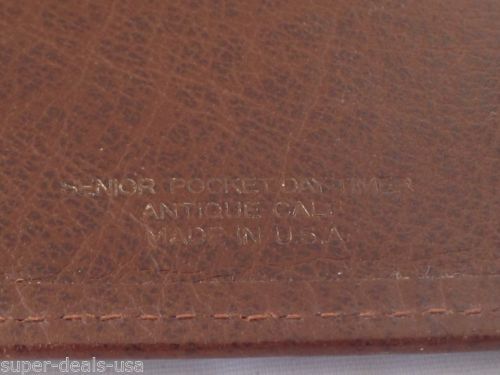 SENIOR POCKET DAY-TIMER
ANTIQUE CALF
MADE IN U.S.A.
super-deals-usa